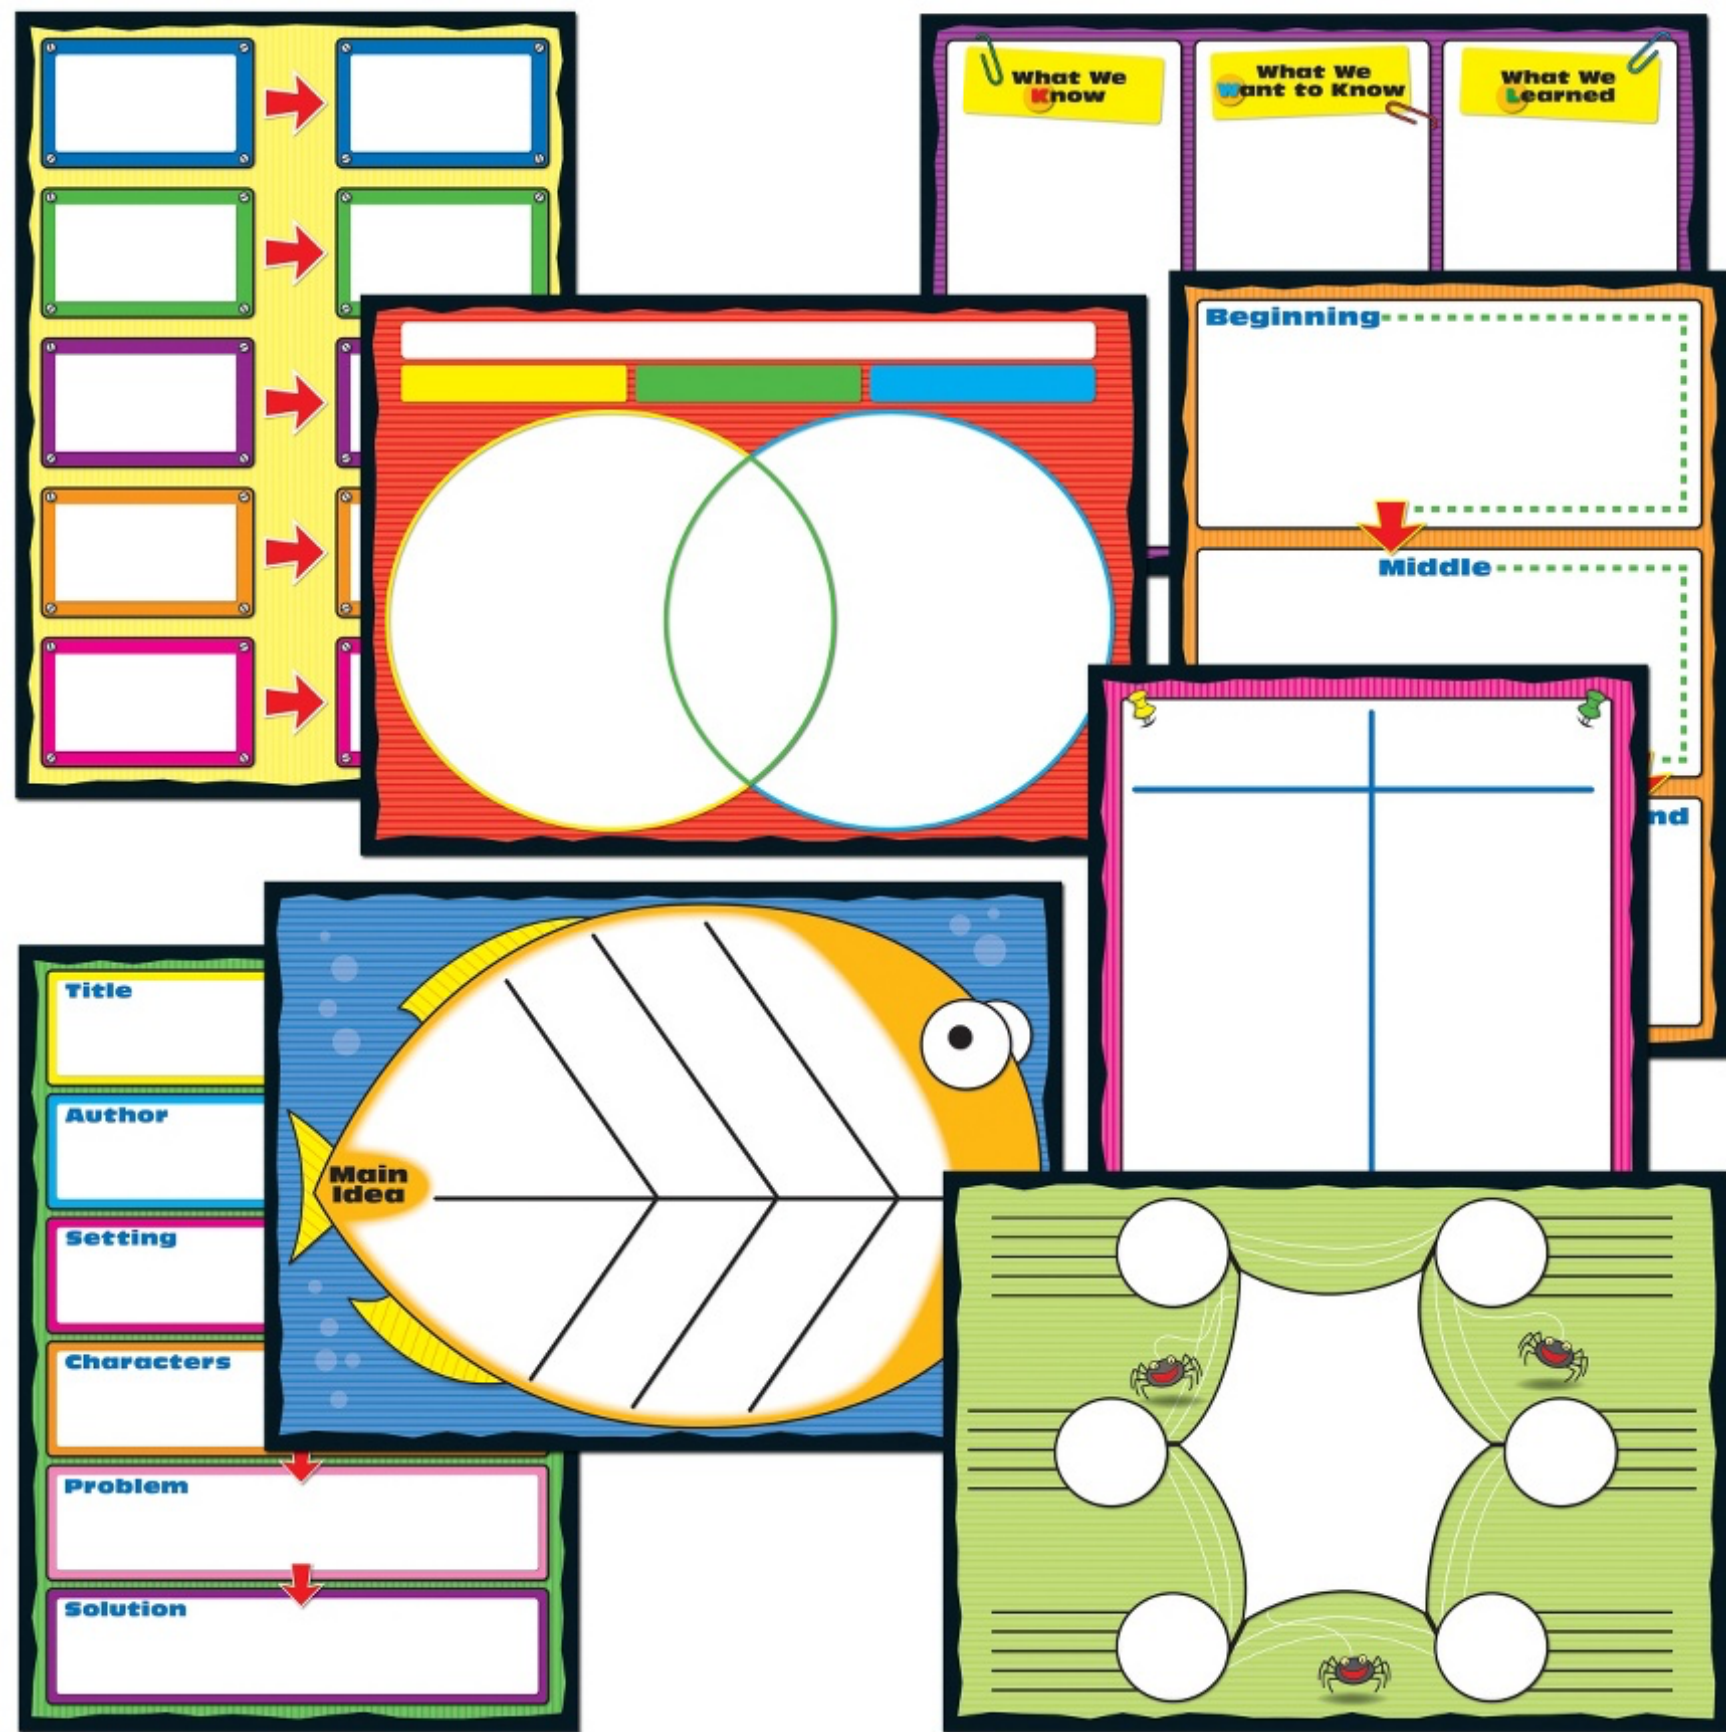 What We
Know
What We
Want to Know
What We
Learned
Beginning
Middle
nd
Title
Author
Setting
Characters
Problem
Solution
Main
Idea